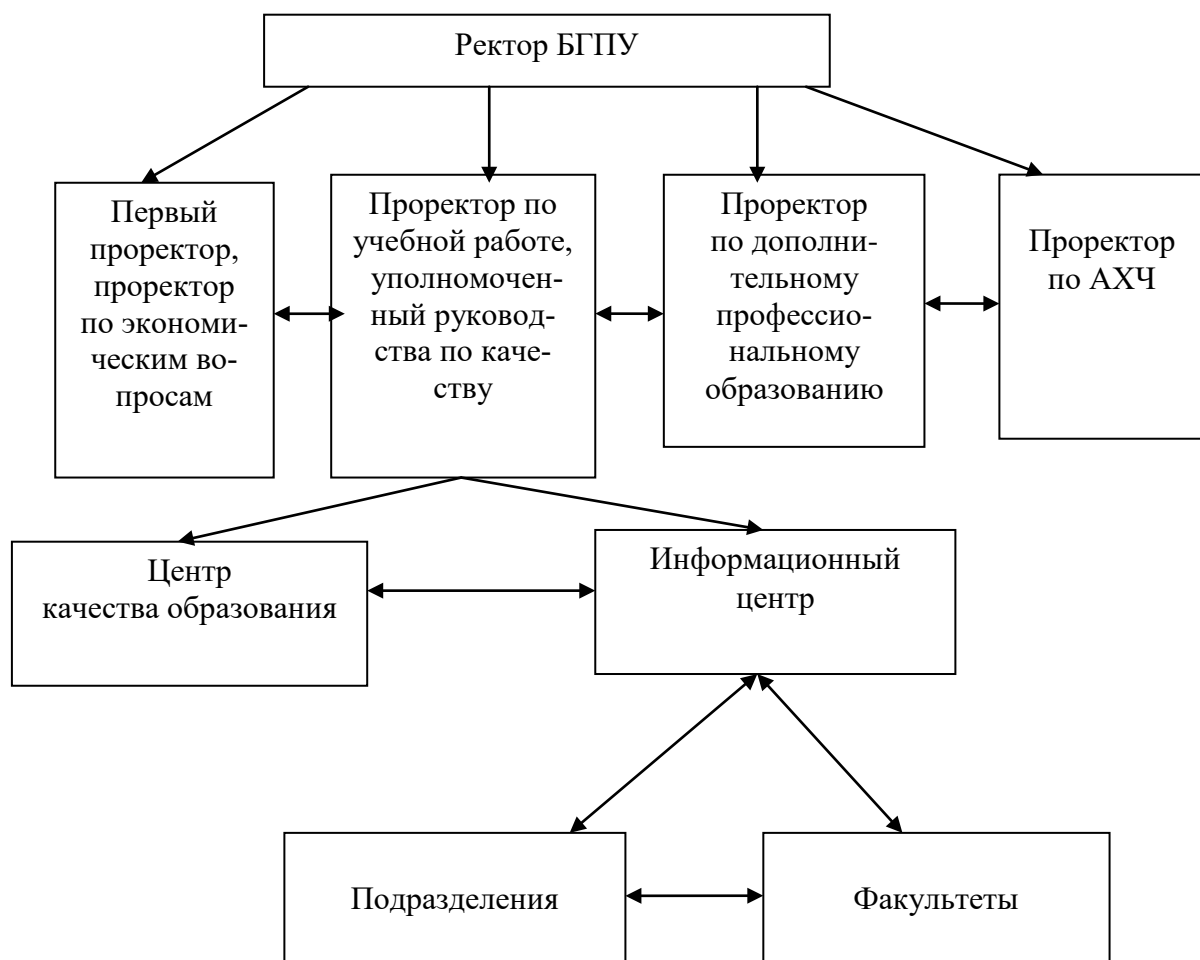 Ректор БГПУ
Первый
проректор,
проректор
по экономи-
ческим во-
просам
Проректор по
учебной работе,
уполномочен-
ный руковод-
ства по каче-
ству
Проректор
по дополни-
тельному
профессио-
нальному
образованию
Проректор
по АХЧ
Центр
качества образования
Информационный
центр
Подразделения
Факультеты